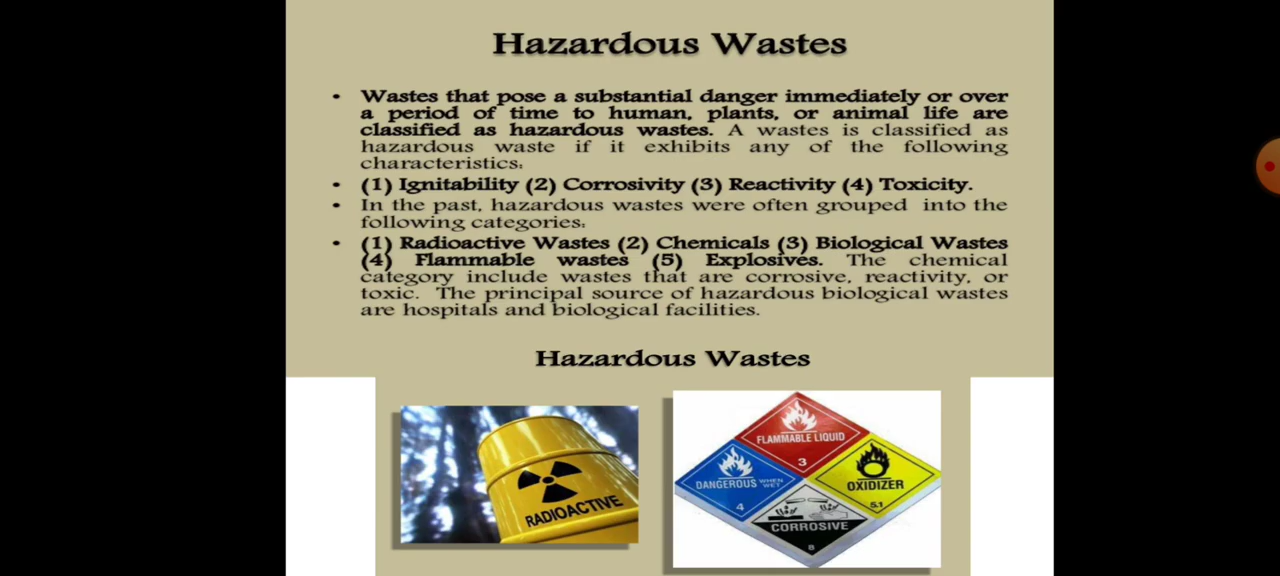 Hazardous Wastes
• Wastes that pose a substantial danger immediately or over
a period of time to human, plants, or animal life are
classified as hazardous wastes. A wastes is classified as
hazardous waste if it exhibits any of the following
characteristics:
• (1) Ignitability (2) Corrosivity (3) Reactivity (4) Toxicity.
• In the past, hazardous wastes were often grouped into the
following categories:
• (1) Radioactive Wastes (2) Chemicals (3) Biological Wastes
(4) Flammable wastes (5) Explosives. The chemical
category include wastes that are corrosive, reactivity, or
toxic. The principal source of hazardous biological wastes
are hospitals and biological facilities.
Hazardous Wastes
RADIOACTIVE
FLAMMABLE LIQUID
3
DANGEROUS WHEN
WET
4
OXIDIZER
5.1
CORROSIVE
8